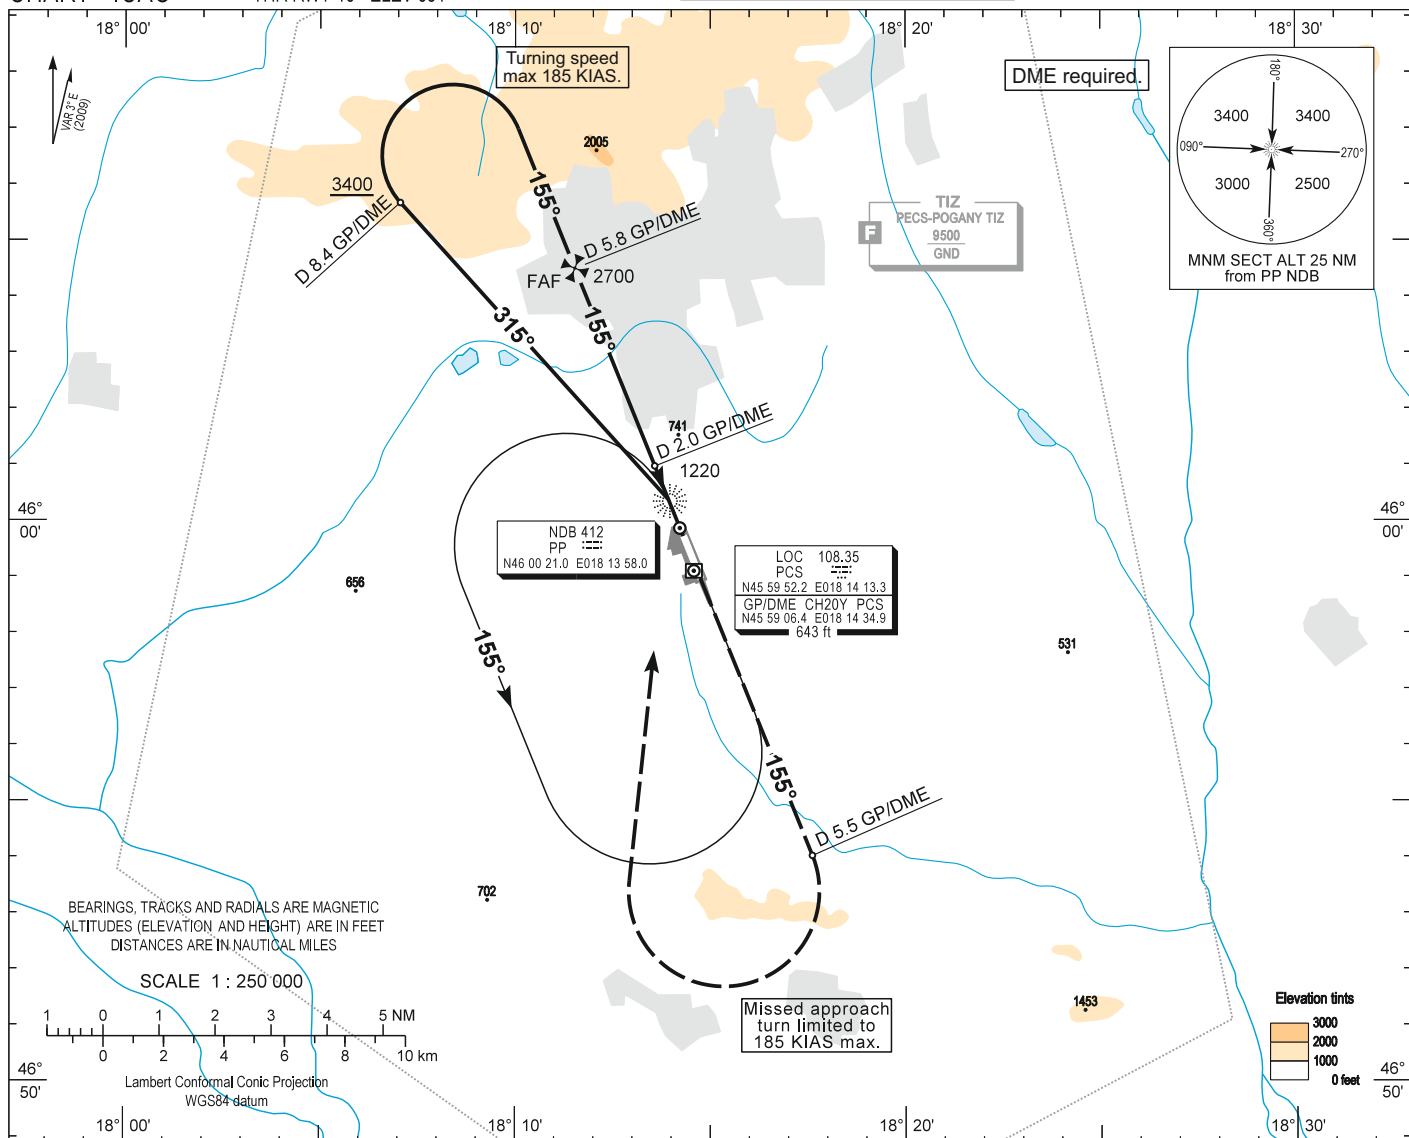 18° 00'
18° 10'
18° 20'
18° 30'
VAR 3° E
(2009)
Turning speed
max 185 KIAS.
DME required.
180°
3400
3400
090°
270°
3000
2500
360°
MNM SECT ALT 25 NM
from PP NDB
2005
3400
D 8.4 GP/DME
155°
D 5.8 GP/DME
FAF
2700
TIZ
PECS-POGANY TIZ
F
9500
GND
315°
155°
741
D 2.0 GP/DME
1220
46°
00'
46°
00'
NDB 412
PP
N46 00 21.0 E018 13 58.0
LOC 108.35
PCS
N45 59 52.2 E018 14 13.3
GP/DME CH20Y PCS
N45 59 06.4 E018 14 34.9
643 ft
656
531
155°
155°
D 5.5 GP/DME
702
BEARINGS, TRACKS AND RADIALS ARE MAGNETIC
ALTITUDES (ELEVATION AND HEIGHT) ARE IN FEET
DISTANCES ARE IN NAUTICAL MILES
SCALE 1 : 250 000
1 0 1 2 3 4 5 NM
0 2 4 6 8 10 km
Lambert Conformal Conic Projection
WGS84 datum
Missed approach
turn limited to
185 KIAS max.
1453
Elevation tints
3000
2000
1000
0 feet
46°
50'
46°
50'
18° 00'
18° 10'
18° 20'
18° 30'